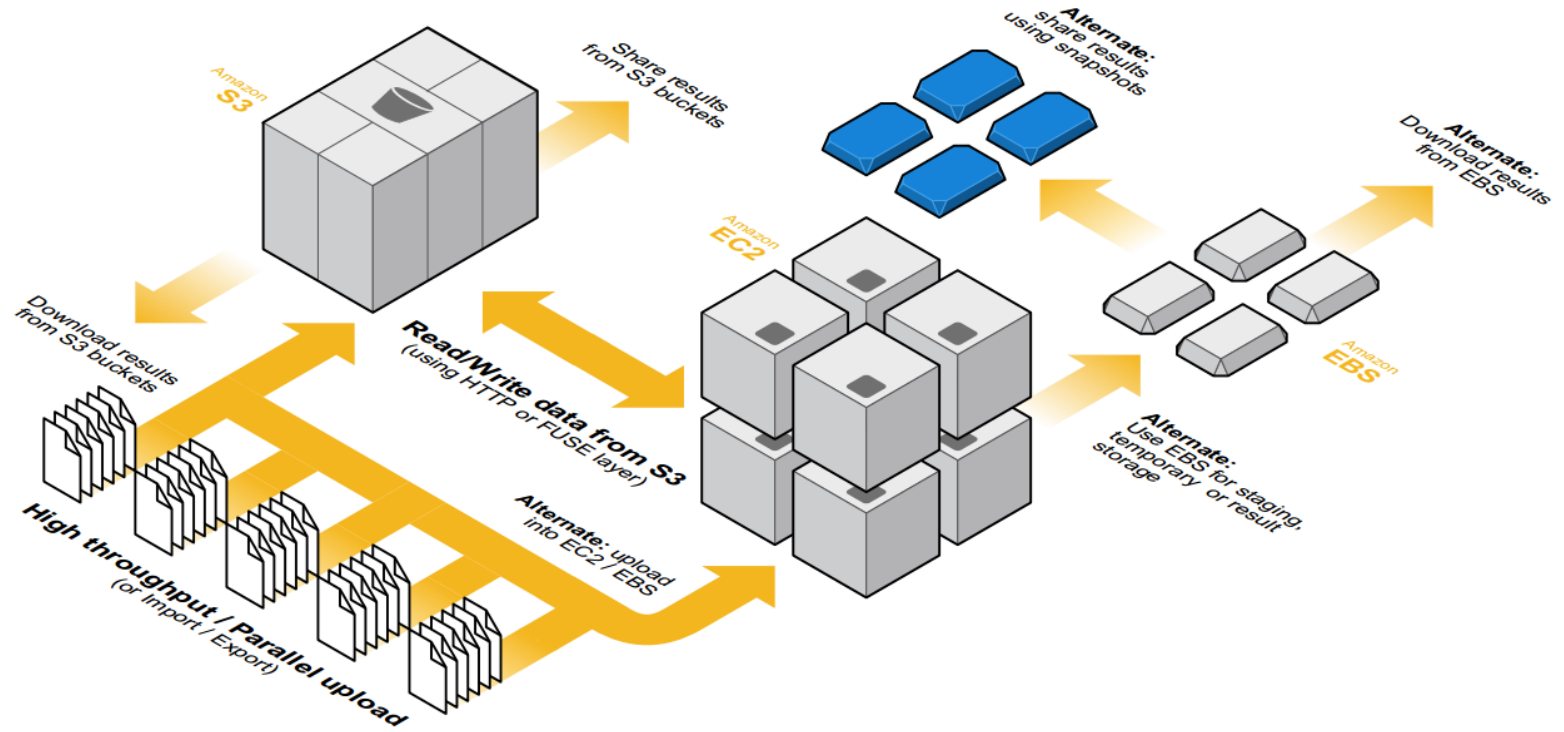 Amazon
S3
Share results
from S3 buckets
Alternate:
share results
using snapshots
Alternate:
Download results
from EBS
Amazon
EC2
Amazon
EBS
Download results
from S3 buckets
Read/Write data from S3
(using HTTP or FUSE layer)
Alternate:
Use EBS for staging,
temporary or result
storage
Alternate: upload
into EC2 / EBS
High throughput / Parallel upload
(or Import / Export)